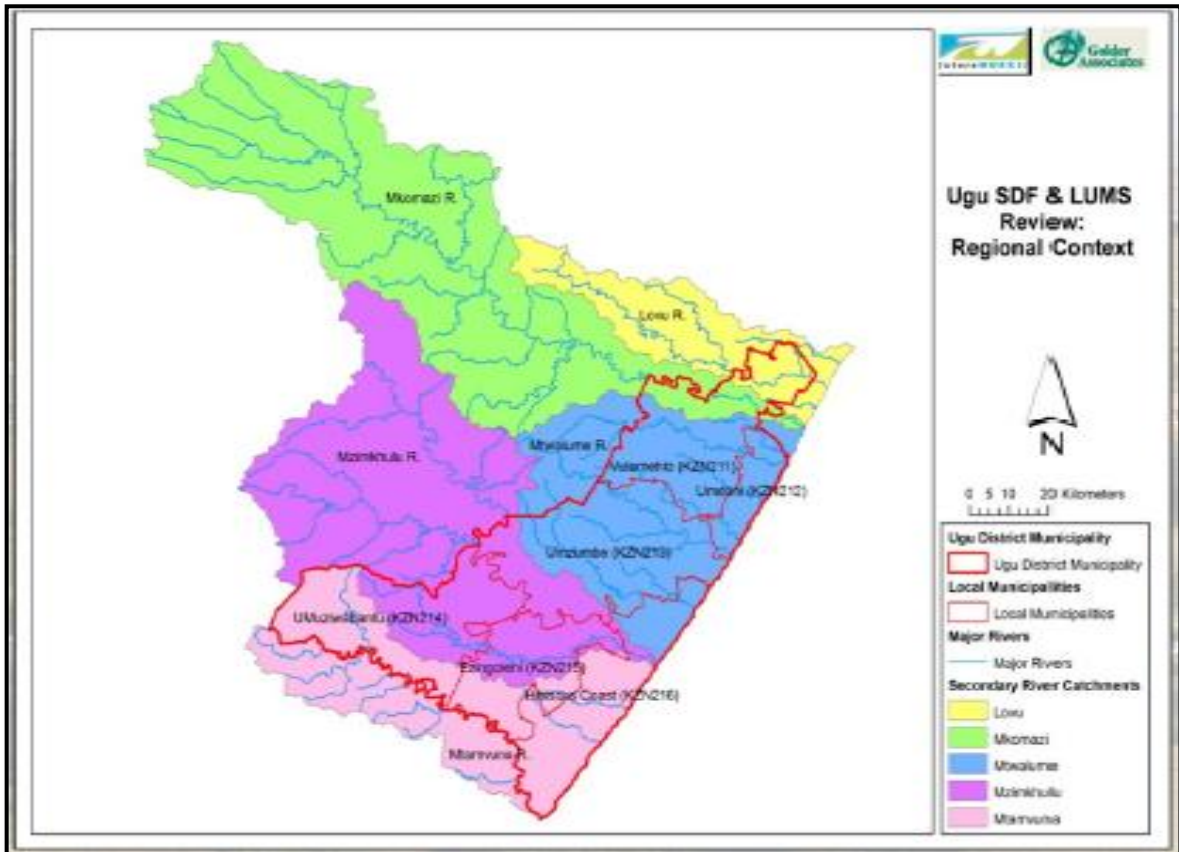 Golder
Associates
Ugu SDF & LUMS
Review:
Regional Context
N
0 5 10 20 Kilometers
Ugu District Municipality
Ugu District Municipality
Local Municipalities
Local Municipalities
Major Rivers
Major Rivers
Secondary River Catchments
Lovu
Mkomazi
Mtwalume
Mzimkhulu
Mtamvuna
Mkomazi R.
Lovu R.
Mtwalume R.
Mzimkhulu R.
(KZN211)
(KZN212)
Umzumbe (KZN213)
UMuziwabantu (KZN214)
Ezingoleni (KZN215)
Hibiscus Coast (KZN216)
Mtamvuna R.